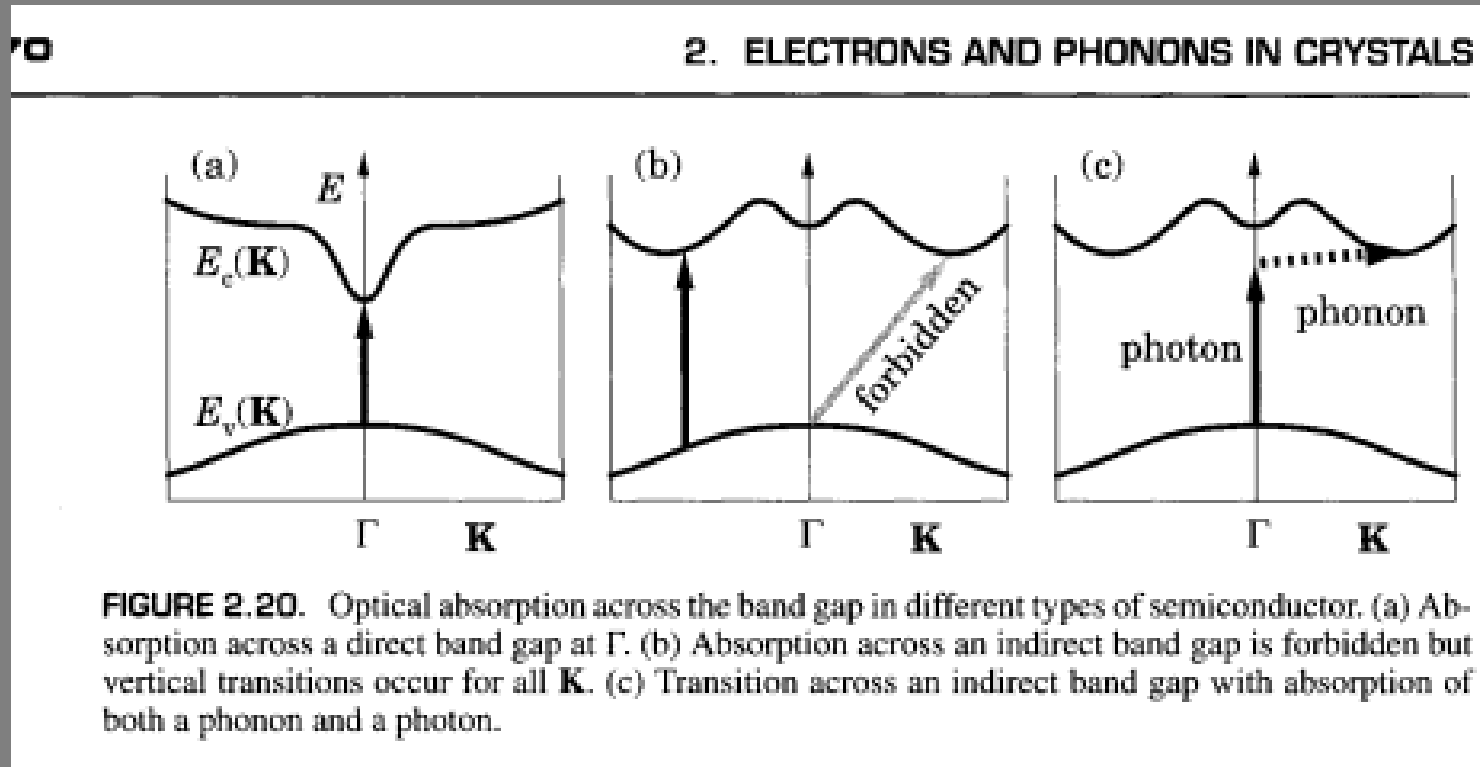 70
2. ELECTRONS AND PHONONS IN CRYSTALS
(a)
E
E_c(K)
E_v(K)
Γ
K
(b)
forbidden
Γ
K
(c)
photon
phonon
Γ
K
FIGURE 2.20. Optical absorption across the band gap in different types of semiconductor. (a) Ab-
sorption across a direct band gap at Γ. (b) Absorption across an indirect band gap is forbidden but
vertical transitions occur for all K. (c) Transition across an indirect band gap with absorption of
both a phonon and a photon.